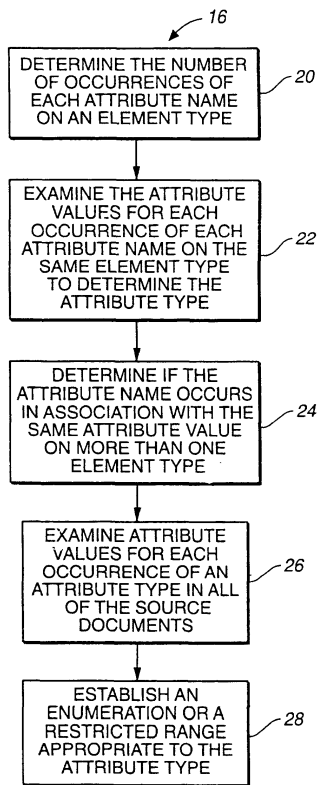 16
DETERMINE THE NUMBER
OF OCCURRENCES OF
EACH ATTRIBUTE NAME
ON AN ELEMENT TYPE
20
EXAMINE THE ATTRIBUTE
VALUES FOR EACH
OCCURRENCE OF EACH
ATTRIBUTE NAME ON THE
SAME ELEMENT TYPE
TO DETERMINE THE
ATTRIBUTE TYPE
22
DETERMINE IF THE
ATTRIBUTE NAME OCCURS
IN ASSOCIATION WITH THE
SAME ATTRIBUTE VALUE
ON MORE THAN ONE
ELEMENT TYPE
24
EXAMINE ATTRIBUTE
VALUES FOR EACH
OCCURRENCE OF AN
ATTRIBUTE TYPE IN ALL
OF THE SOURCE
DOCUMENTS
26
ESTABLISH AN
ENUMERATION OR A
RESTRICTED RANGE
APPROPRIATE TO THE
ATTRIBUTE TYPE
28